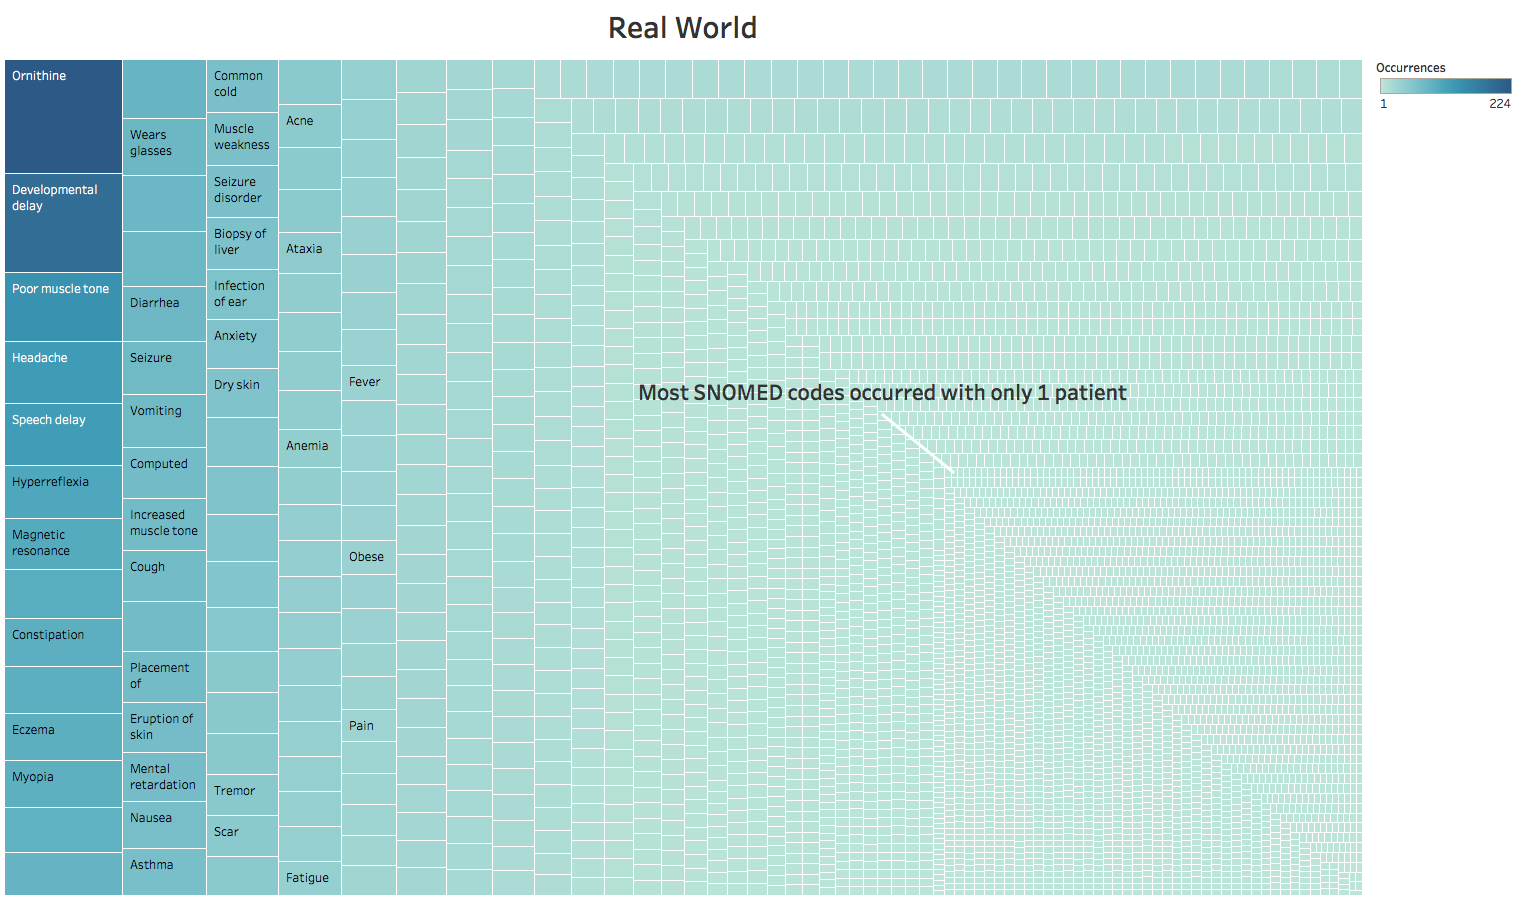 Real World
Occurrences
1
224
Ornithine
Developmental
delay
Poor muscle tone
Headache
Speech delay
Hyperreflexia
Magnetic
resonance
Constipation
Eczema
Myopia
Wears
glasses
Diarrhea
Seizure
Vomiting
Computed
Increased
muscle tone
Cough
Placement
of
Eruption of
skin
Mental
retardation
Nausea
Asthma
Common
cold
Muscle
weakness
Seizure
disorder
Biopsy of
liver
Infection
of ear
Anxiety
Dry skin
Tremor
Scar
Acne
Ataxia
Anemia
Fatigue
Fever
Obese
Pain
Most SNOMED codes occurred with only 1 patient